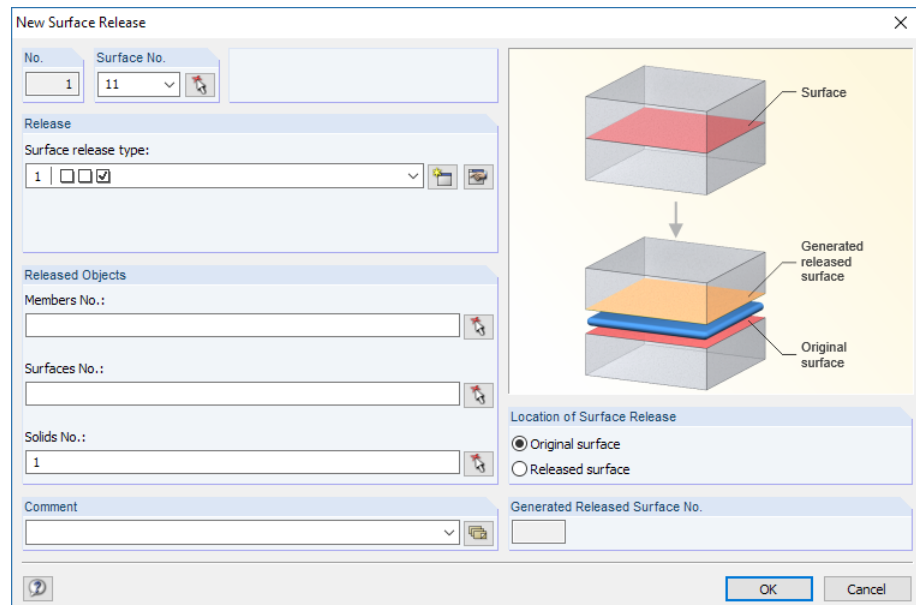 New Surface Release
No.
Surface No.
1
11
Release
Surface release type:
1
Released Objects
Members No.:
Surfaces No.:
Solids No.:
1
Comment
Surface
Generated
released
surface
Original
surface
Location of Surface Release
Original surface
Released surface
Generated Released Surface No.
OK
Cancel